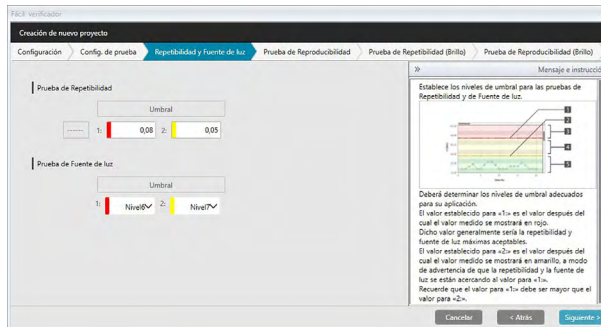 Fácil verificador
Creación de nuevo proyecto
Configuración
Config. de prueba
Repetibilidad y Fuente de luz
Prueba de Reproducibilidad
Prueba de Repetibilidad (Brillo)
Prueba de Reproducibilidad (Brillo)
Prueba de Repetibilidad
Umbral
------ 1: 0,08 2: 0,05
Prueba de Fuente de luz
Umbral
1: Nivel6 2: Nivel7
» Mensaje e instrucció
Establece los niveles de umbral para las pruebas de
Repetibilidad y de Fuente de luz.
1
2
3
4
5
Deberá determinar los niveles de umbral adecuados
para su aplicación.
El valor establecido para «1:» es el valor después del
cual el valor medido se mostrará en rojo.
Dicho valor generalmente sería la repetibilidad y
fuente de luz máximas aceptables.
El valor establecido para «2:» es el valor después del
cual el valor medido se mostrará en amarillo, a modo
de advertencia de que la repetibilidad y la fuente de
luz se están acercando al valor para «1:».
Recuerde que el valor para «1:» debe ser mayor que el
valor para «2:».
Cancelar
< Atrás
Siguiente >